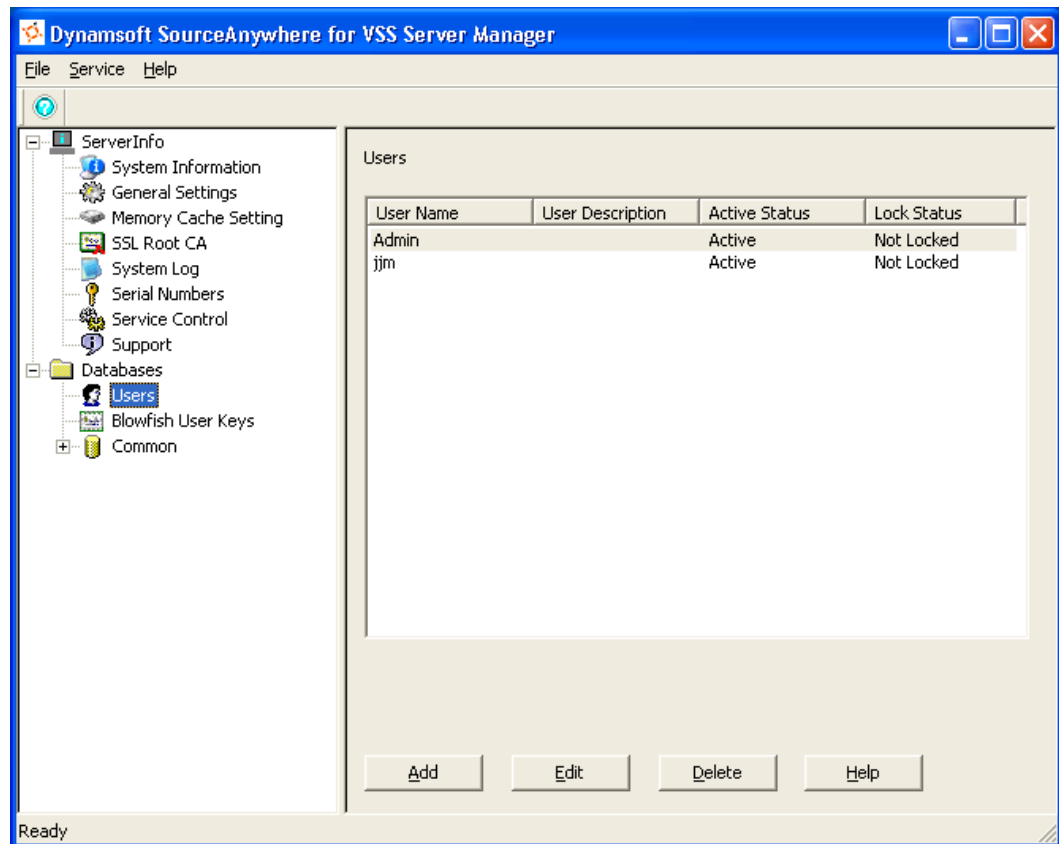 Dynamsoft SourceAnywhere for VSS Server Manager
File Service Help
ServerInfo
System Information
General Settings
Memory Cache Setting
SSL Root CA
System Log
Serial Numbers
Service Control
Support
Databases
Users
Blowfish User Keys
Common
Users
User Name User Description Active Status Lock Status
Admin Active Not Locked
jjm Active Not Locked
Add Edit Delete Help
Ready